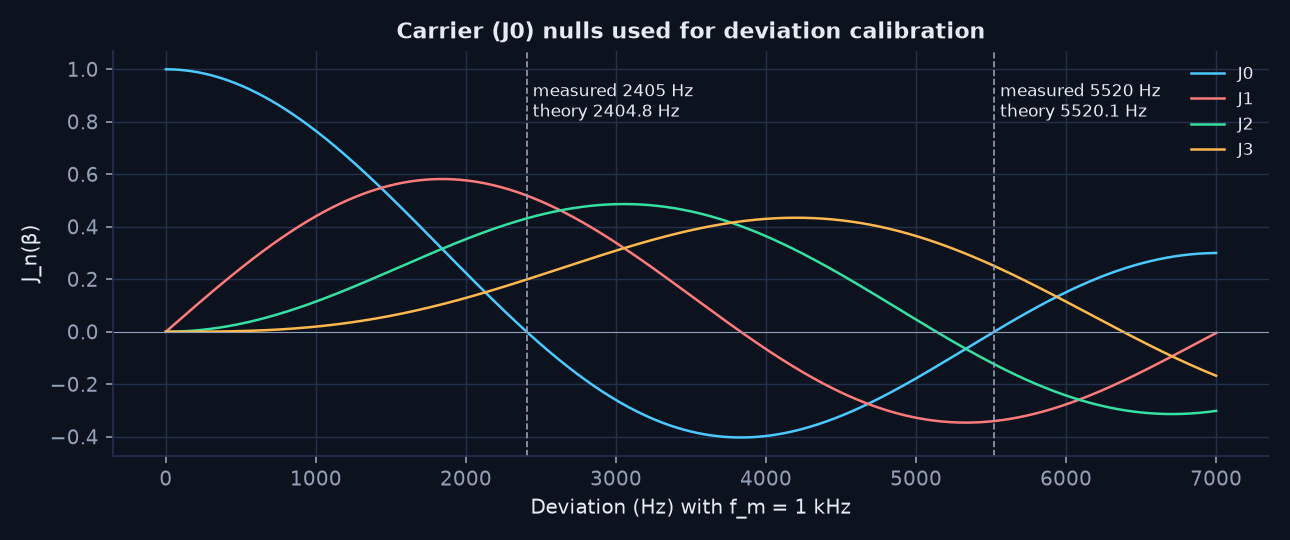 Carrier (J0) nulls used for deviation calibration
measured 2405 Hz
theory 2404.8 Hz
measured 5520 Hz
theory 5520.1 Hz
J0
J1
J2
J3
J_n(β)
1.0
0.8
0.6
0.4
0.2
0.0
−0.2
−0.4
0 1000 2000 3000 4000 5000 6000 7000
Deviation (Hz) with f_m = 1 kHz